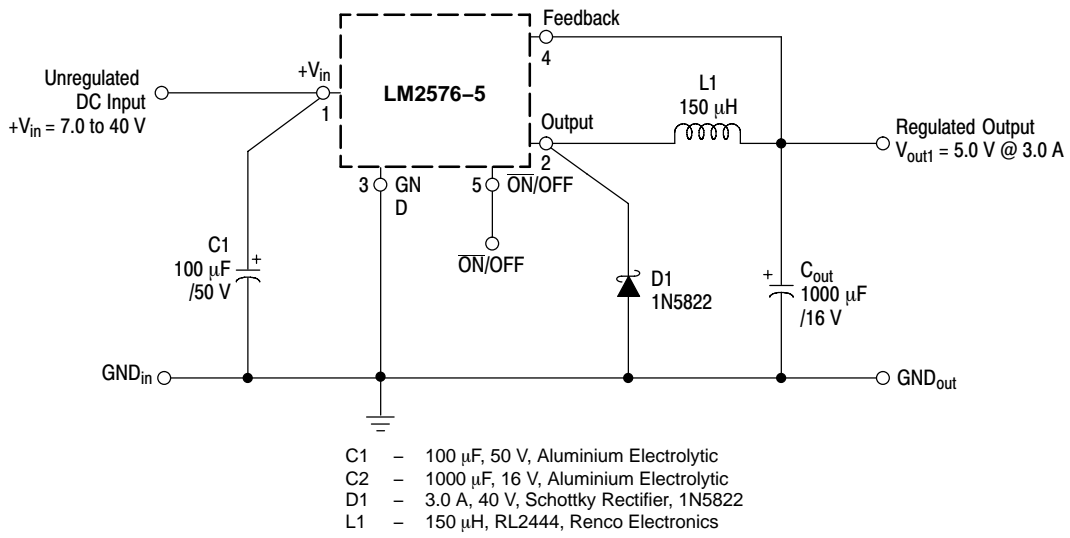 Feedback
4
Unregulated
DC Input
+Vin = 7.0 to 40 V
+Vin
1
LM2576−5
L1
150 μH
Output
2
Regulated Output
Vout1 = 5.0 V @ 3.0 A
3
GN
D
5
ON/OFF
ON/OFF
C1
100 μF
/50 V
+
D1
1N5822
+
Cout
1000 μF
/16 V
GNDin
GNDout
C1 – 100 μF, 50 V, Aluminium Electrolytic
C2 – 1000 μF, 16 V, Aluminium Electrolytic
D1 – 3.0 A, 40 V, Schottky Rectifier, 1N5822
L1 – 150 μH, RL2444, Renco Electronics